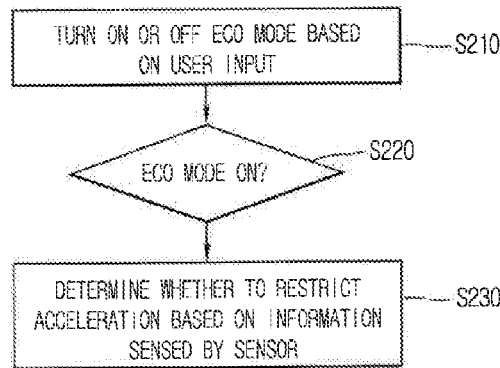 TURN ON OR OFF ECO MODE BASED
ON USER INPUT
S210
ECO MODE ON?
S220
DETERMINE WHETHER TO RESTRICT
ACCELERATION BASED ON INFORMATION
SENSED BY SENSOR
S230